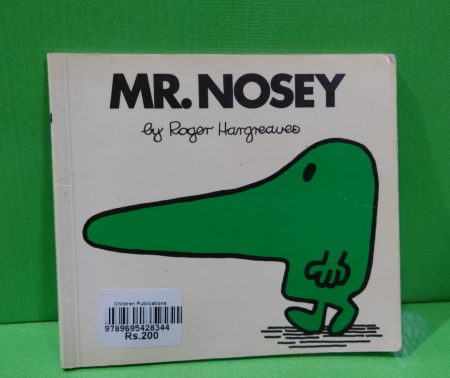 MR. NOSEY
by Roger Hargreaves
Children Publications
9789695428344
Rs.200